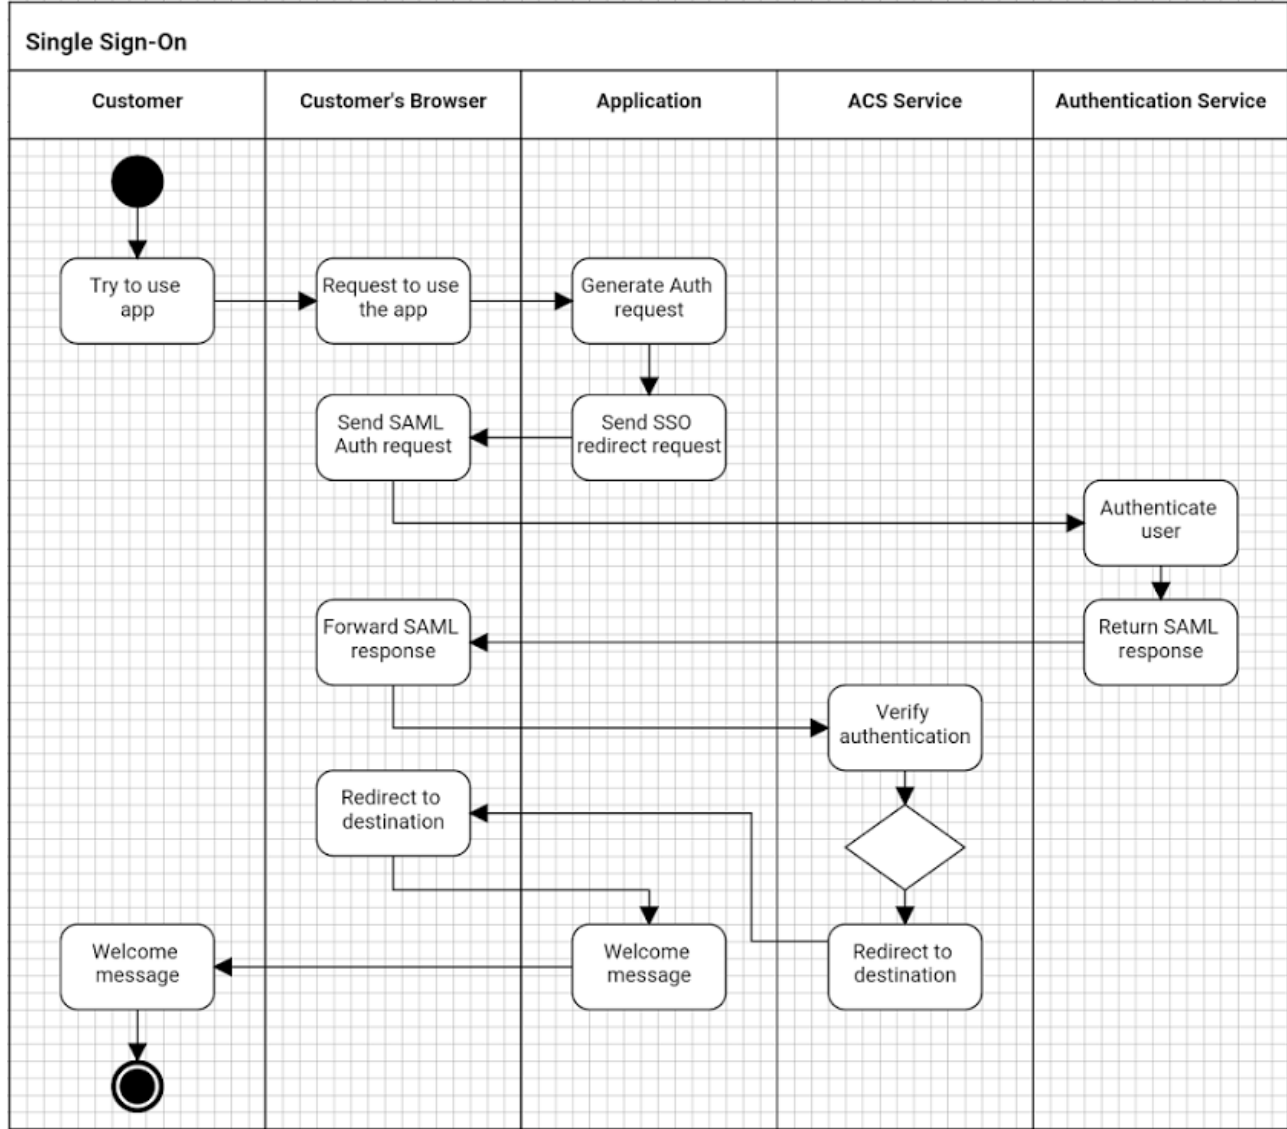 Single Sign-On
Customer
Customer's Browser
Application
ACS Service
Authentication Service
Try to use
app
Request to use
the app
Generate Auth
request
Send SAML
Auth request
Send SSO
redirect request
Authenticate
user
Forward SAML
response
Return SAML
response
Verify
authentication
Redirect to
destination
Welcome
message
Welcome
message
Redirect to
destination